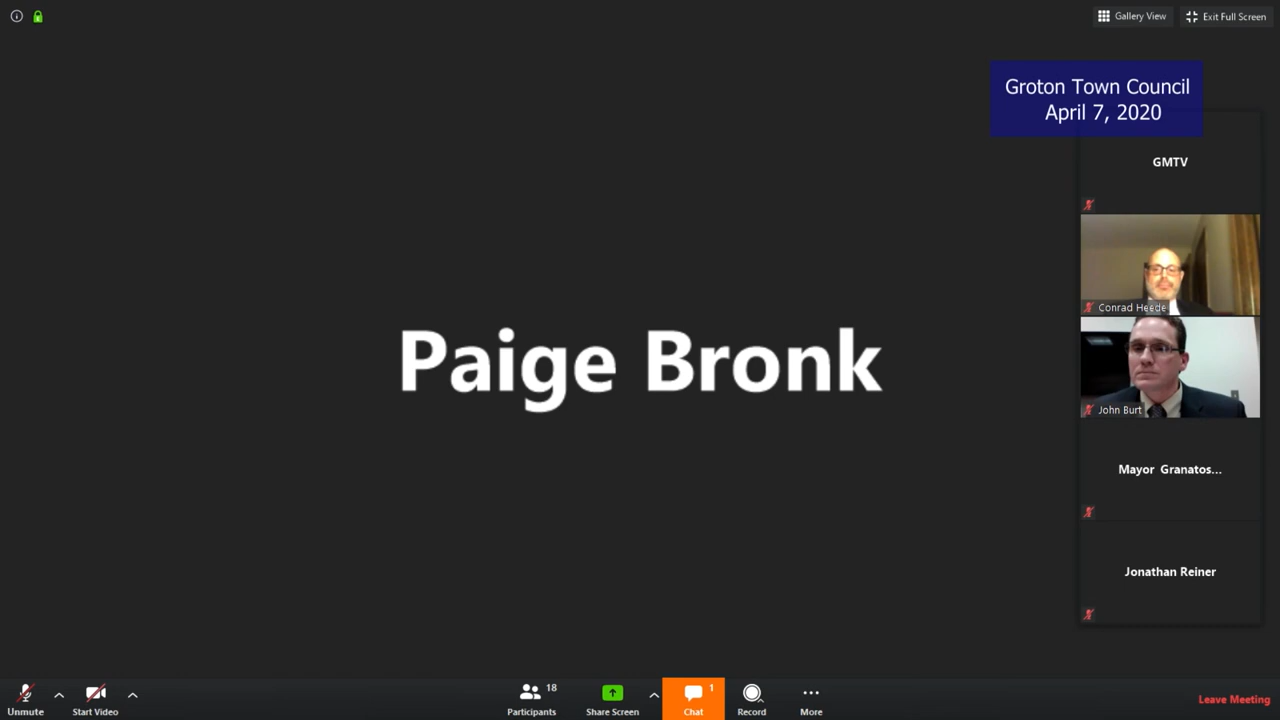 Gallery View
Exit Full Screen
Groton Town Council
April 7, 2020
GMTV
Conrad Heede
Paige Bronk
John Burt
Mayor Granatos...
Jonathan Reiner
Unmute
Start Video
18
Participants
Share Screen
1
Chat
Record
More
Leave Meeting